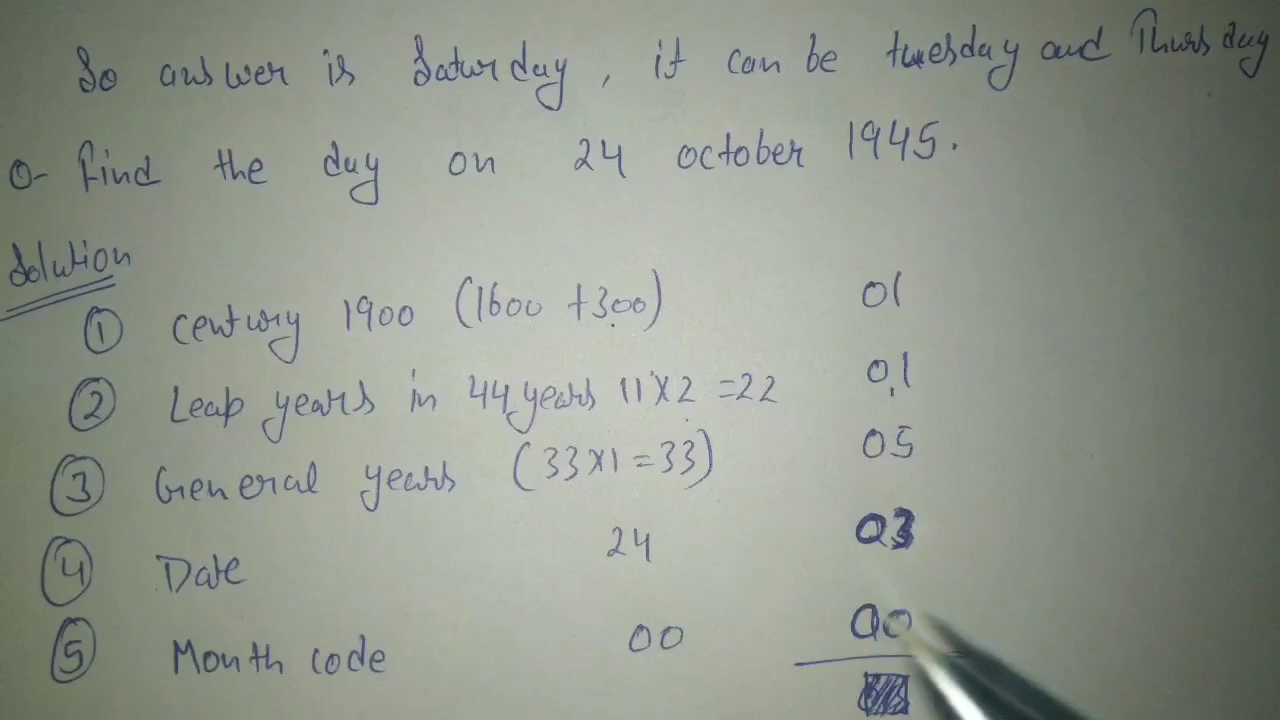 So answer is Saturday, it can be tuesday and Thursday
Q- Find the day on 24 october 1945.
Solution
① century 1900 (1600 +300) 01
② Leap years in 44 years 11×2 =22 01
③ General years (33×1=33) 05
④ Date 24 03
⑤ Month code 00 00